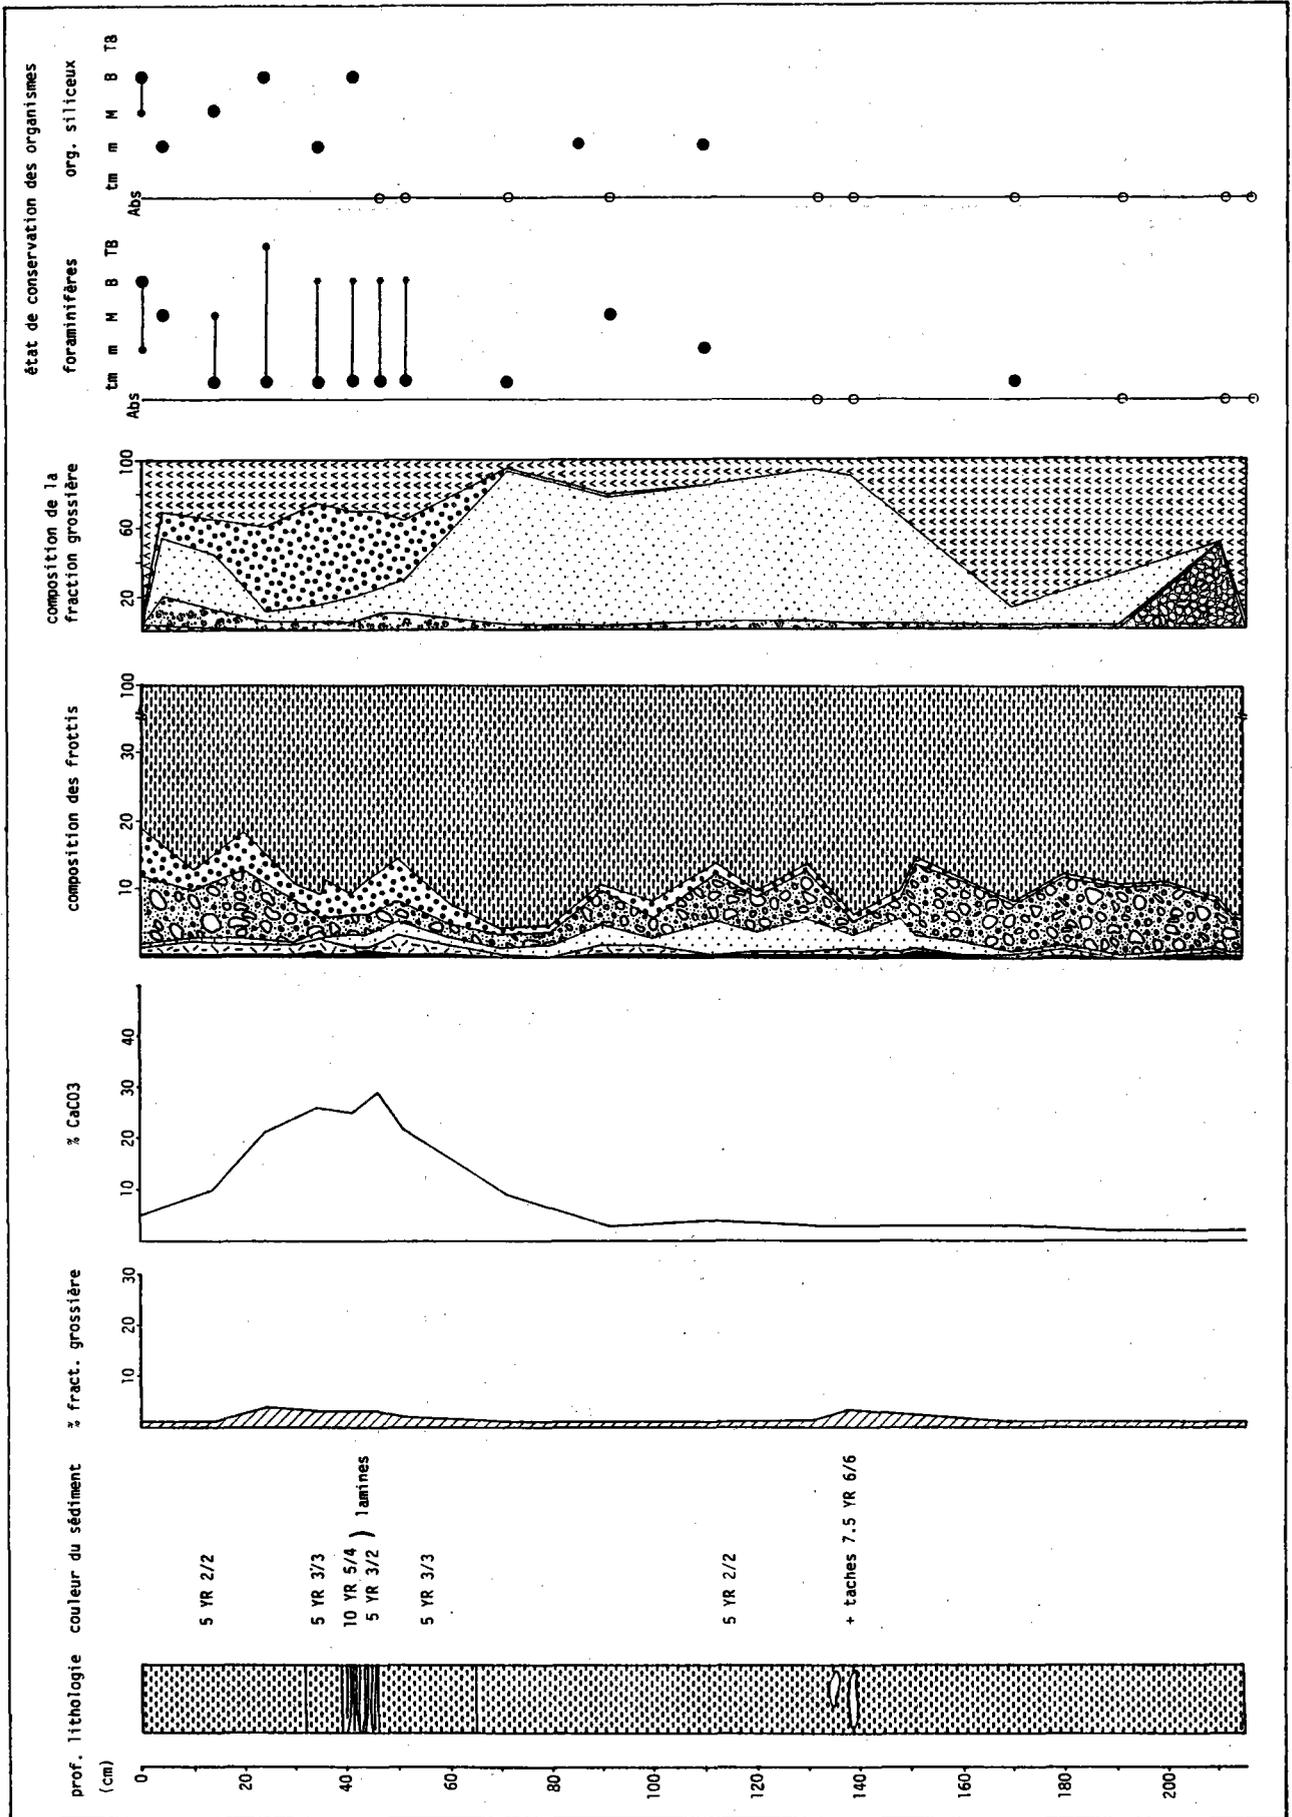 état de conservation des organismes
org. siliceux
Abs tm m M B TB
foraminifères
Abs tm m M B TB
composition de la
fraction grossière
20 60 100
composition des frottis
10 20 30 100
% CaCO3
10 20 30 40
% fract. grossière
10 20 30
couleur du sédiment
5 YR 2/2
5 YR 3/3
10 YR 5/4
5 YR 3/2
) lamines
5 YR 3/3
5 YR 2/2
+ taches 7.5 YR 6/6
lithologie
prof.
(cm)
0 20 40 60 80 100 120 140 160 180 200